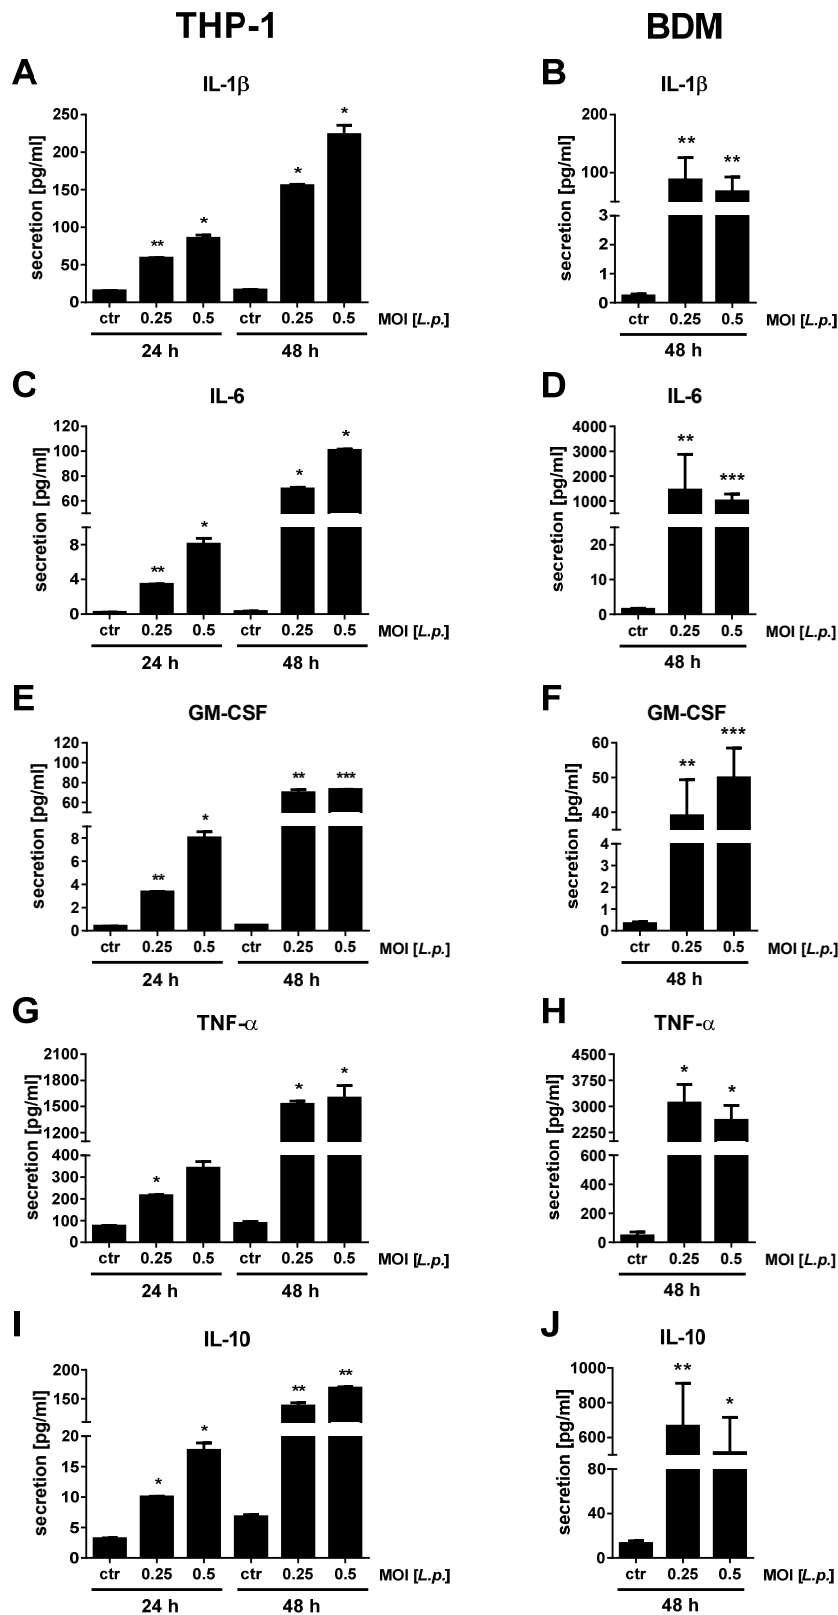 THP-1 BDM
A B
IL-1β IL-1β
secretion [pg/ml] 250 200 150 100 50 0
** * * *
ctr 0.25 0.5 ctr 0.25 0.5 MOI [L.p.]
24 h 48 h
secretion [pg/ml] 200 100 3 2 1 0
** **
ctr 0.25 0.5 MOI [L.p.]
48 h
C D
IL-6 IL-6
secretion [pg/ml] 120 100 80 60 8 4 0
** * * *
ctr 0.25 0.5 ctr 0.25 0.5 MOI [L.p.]
24 h 48 h
secretion [pg/ml] 4000 3000 2000 1000 20 10 0
** ***
ctr 0.25 0.5 MOI [L.p.]
48 h
E F
GM-CSF GM-CSF
secretion [pg/ml] 120 100 80 60 8 6 4 2 0
** * ** ***
ctr 0.25 0.5 ctr 0.25 0.5 MOI [L.p.]
24 h 48 h
secretion [pg/ml] 60 50 40 4 3 2 1 0
** ***
ctr 0.25 0.5 MOI [L.p.]
48 h
G H
TNF-α TNF-α
secretion [pg/ml] 2100 1800 1500 1200 400 300 200 100 0
* * *
ctr 0.25 0.5 ctr 0.25 0.5 MOI [L.p.]
24 h 48 h
secretion [pg/ml] 4500 3750 3000 2250 600 400 200 0
* *
ctr 0.25 0.5 MOI [L.p.]
48 h
I J
IL-10 IL-10
secretion [pg/ml] 200 150 20 15 10 5 0
* * ** **
ctr 0.25 0.5 ctr 0.25 0.5 MOI [L.p.]
24 h 48 h
secretion [pg/ml] 1000 800 600 80 40 0
** *
ctr 0.25 0.5 MOI [L.p.]
48 h